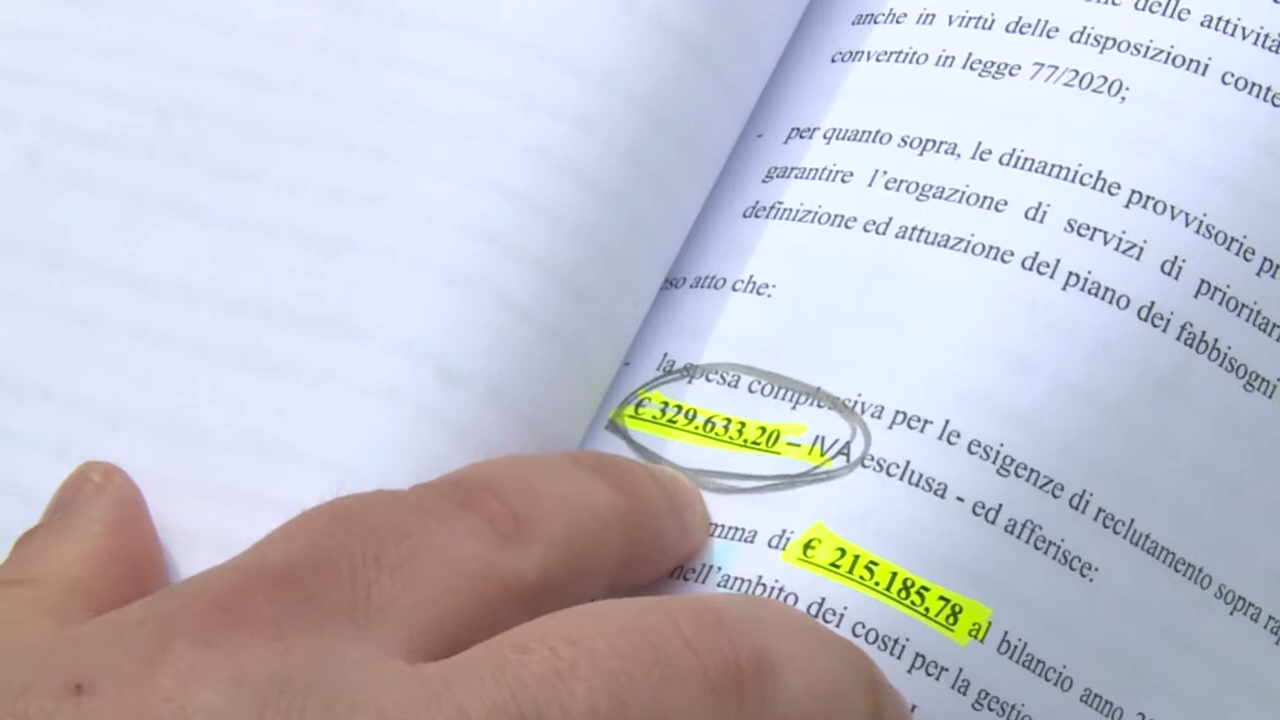 delle attività
anche in virtù delle disposizioni
convertito in legge 77/2020;
- per quanto sopra, le dinamiche provvisorie
garantire l’erogazione di servizi di
definizione ed attuazione del piano dei fabbisogni
atto che:
- la spesa complessiva per le esigenze di reclutamento sopra
€ 329.633,20 – IVA esclusa - ed afferisce:
di € 215.185,78 al bilancio anno
nell’ambito dei costi per la